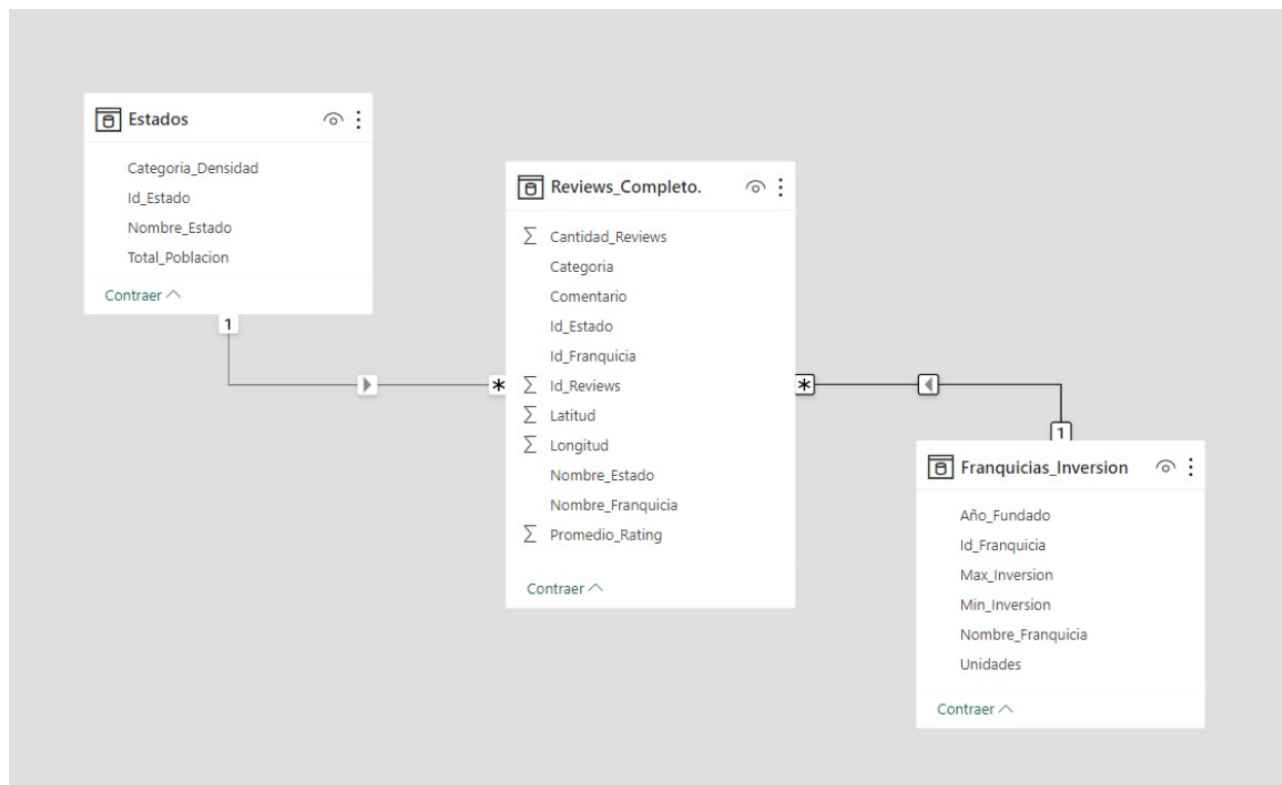 Estados
Categoria_Densidad
Id_Estado
Nombre_Estado
Total_Poblacion
Contraer
1
*
Reviews_Completo.
Σ Cantidad_Reviews
Categoria
Comentario
Id_Estado
Id_Franquicia
Σ Id_Reviews
Σ Latitud
Σ Longitud
Nombre_Estado
Nombre_Franquicia
Σ Promedio_Rating
Contraer
*
1
Franquicias_Inversion
Año_Fundado
Id_Franquicia
Max_Inversion
Min_Inversion
Nombre_Franquicia
Unidades
Contraer